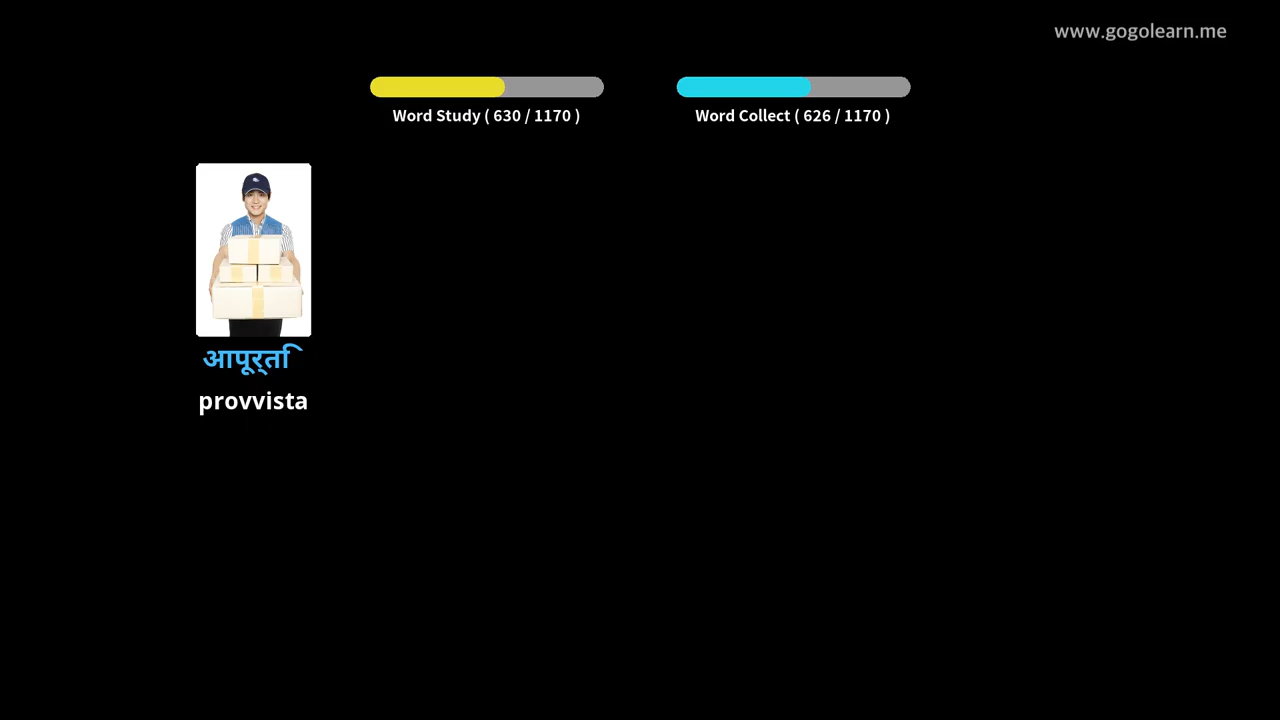 www.gogolearn.me
Word Study ( 630 / 1170 )
Word Collect ( 626 / 1170 )
आपूर्ति
provvista